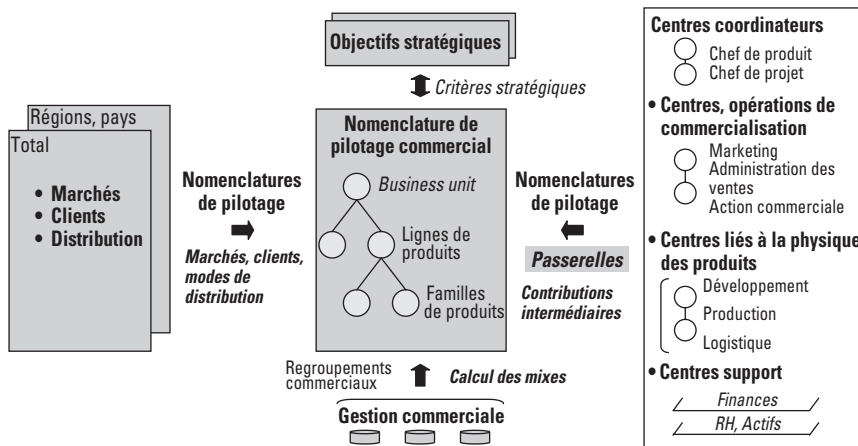 Objectifs stratégiques
Critères stratégiques
Régions, pays
Total
• Marchés
• Clients
• Distribution
Nomenclatures
de pilotage
Marchés, clients,
modes de
distribution
Nomenclature de
pilotage commercial
Business unit
Lignes de
produits
Familles
de produits
Nomenclatures
de pilotage
Passerelles
Contributions
intermédiaires
Regroupements
commerciaux
Calcul des mixes
Gestion commerciale
Centres coordinateurs
Chef de produit
Chef de projet
• Centres, opérations de
commercialisation
Marketing
Administration des
ventes
Action commerciale
• Centres liés à la physique
des produits
Développement
Production
Logistique
• Centres support
Finances
RH, Actifs